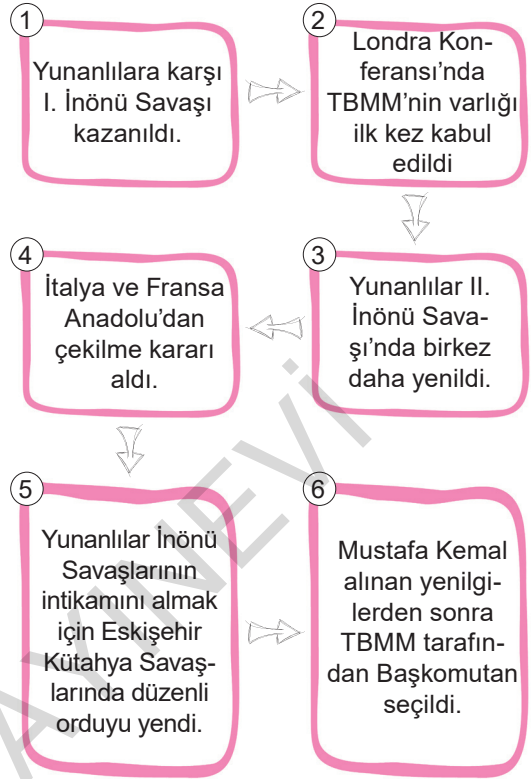 1
Yunanlılara karşı
I. İnönü Savaşı
kazanıldı.
2
Londra Kon-
feransı’nda
TBMM’nin varlığı
ilk kez kabul
edildi
3
Yunanlılar II.
İnönü Sava-
şı’nda birkez
daha yenildi.
4
İtalya ve Fransa
Anadolu’dan
çekilme kararı
aldı.
5
Yunanlılar İnönü
Savaşlarının
intikamını almak
için Eskişehir
Kütahya Savaş-
larında düzenli
orduyu yendi.
6
Mustafa Kemal
alınan yenilgi-
lerden sonra
TBMM tarafın-
dan Başkomutan
seçildi.
AYINEVİ